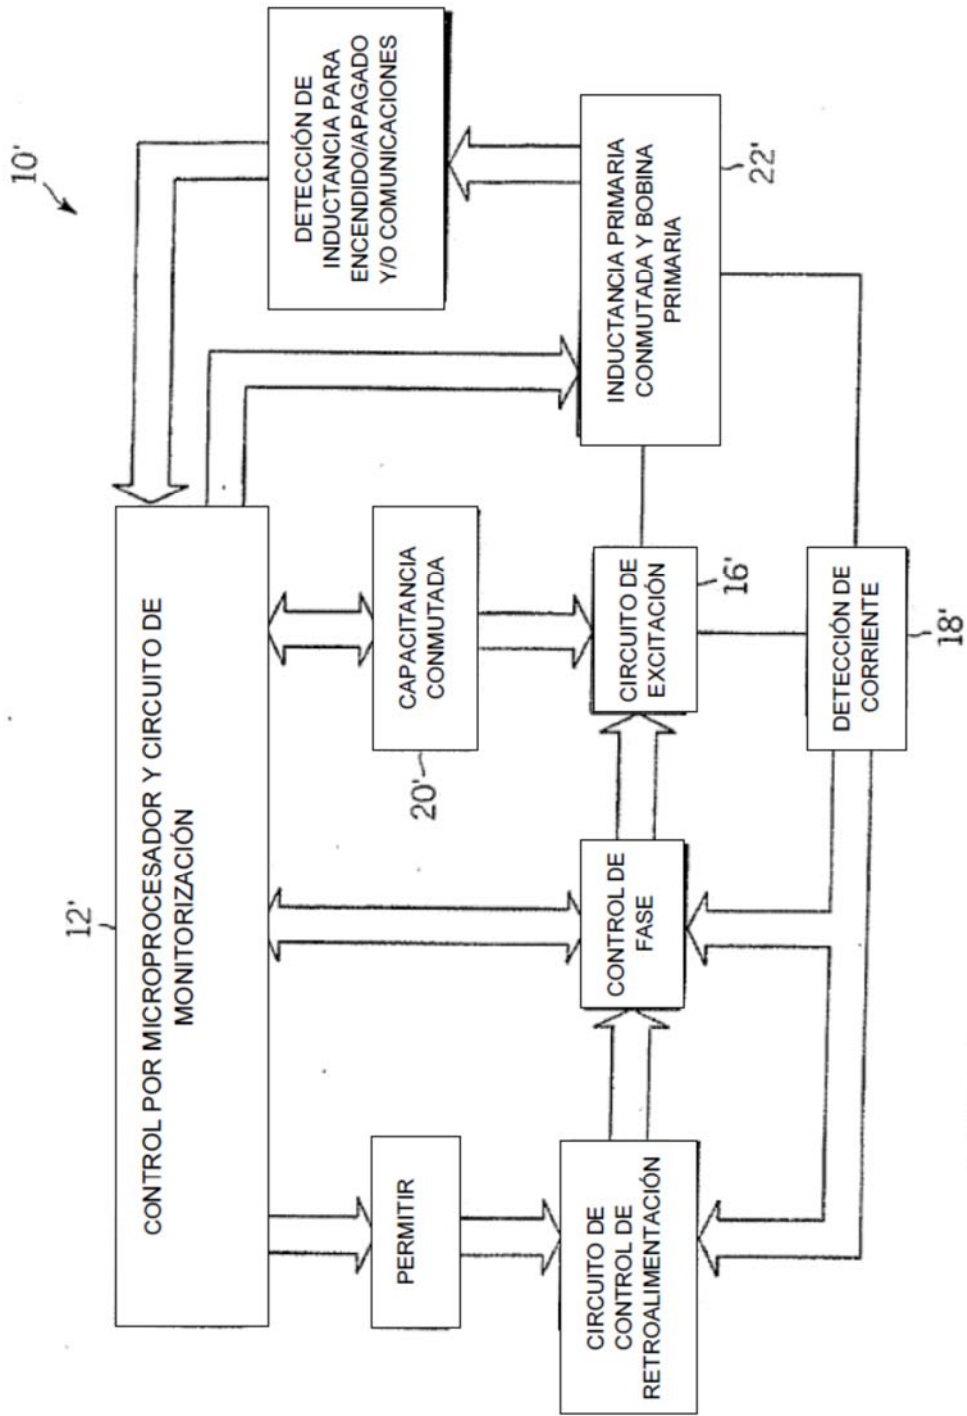 10'
12'
CONTROL POR MICROPROCESADOR Y CIRCUITO DE
MONITORIZACIÓN
DETECCIÓN DE
INDUCTANCIA PARA
ENCENDIDO/APAGADO
Y/O COMUNICACIONES
PERMITIR
CAPACITANCIA
CONMUTADA
20'
CIRCUITO DE
CONTROL DE
RETROALIMENTACIÓN
CONTROL DE
FASE
CIRCUITO DE
EXCITACIÓN
16'
INDUCTANCIA PRIMARIA
CONMUTADA Y BOBINA
PRIMARIA
22'
DETECCIÓN DE
CORRIENTE
18'